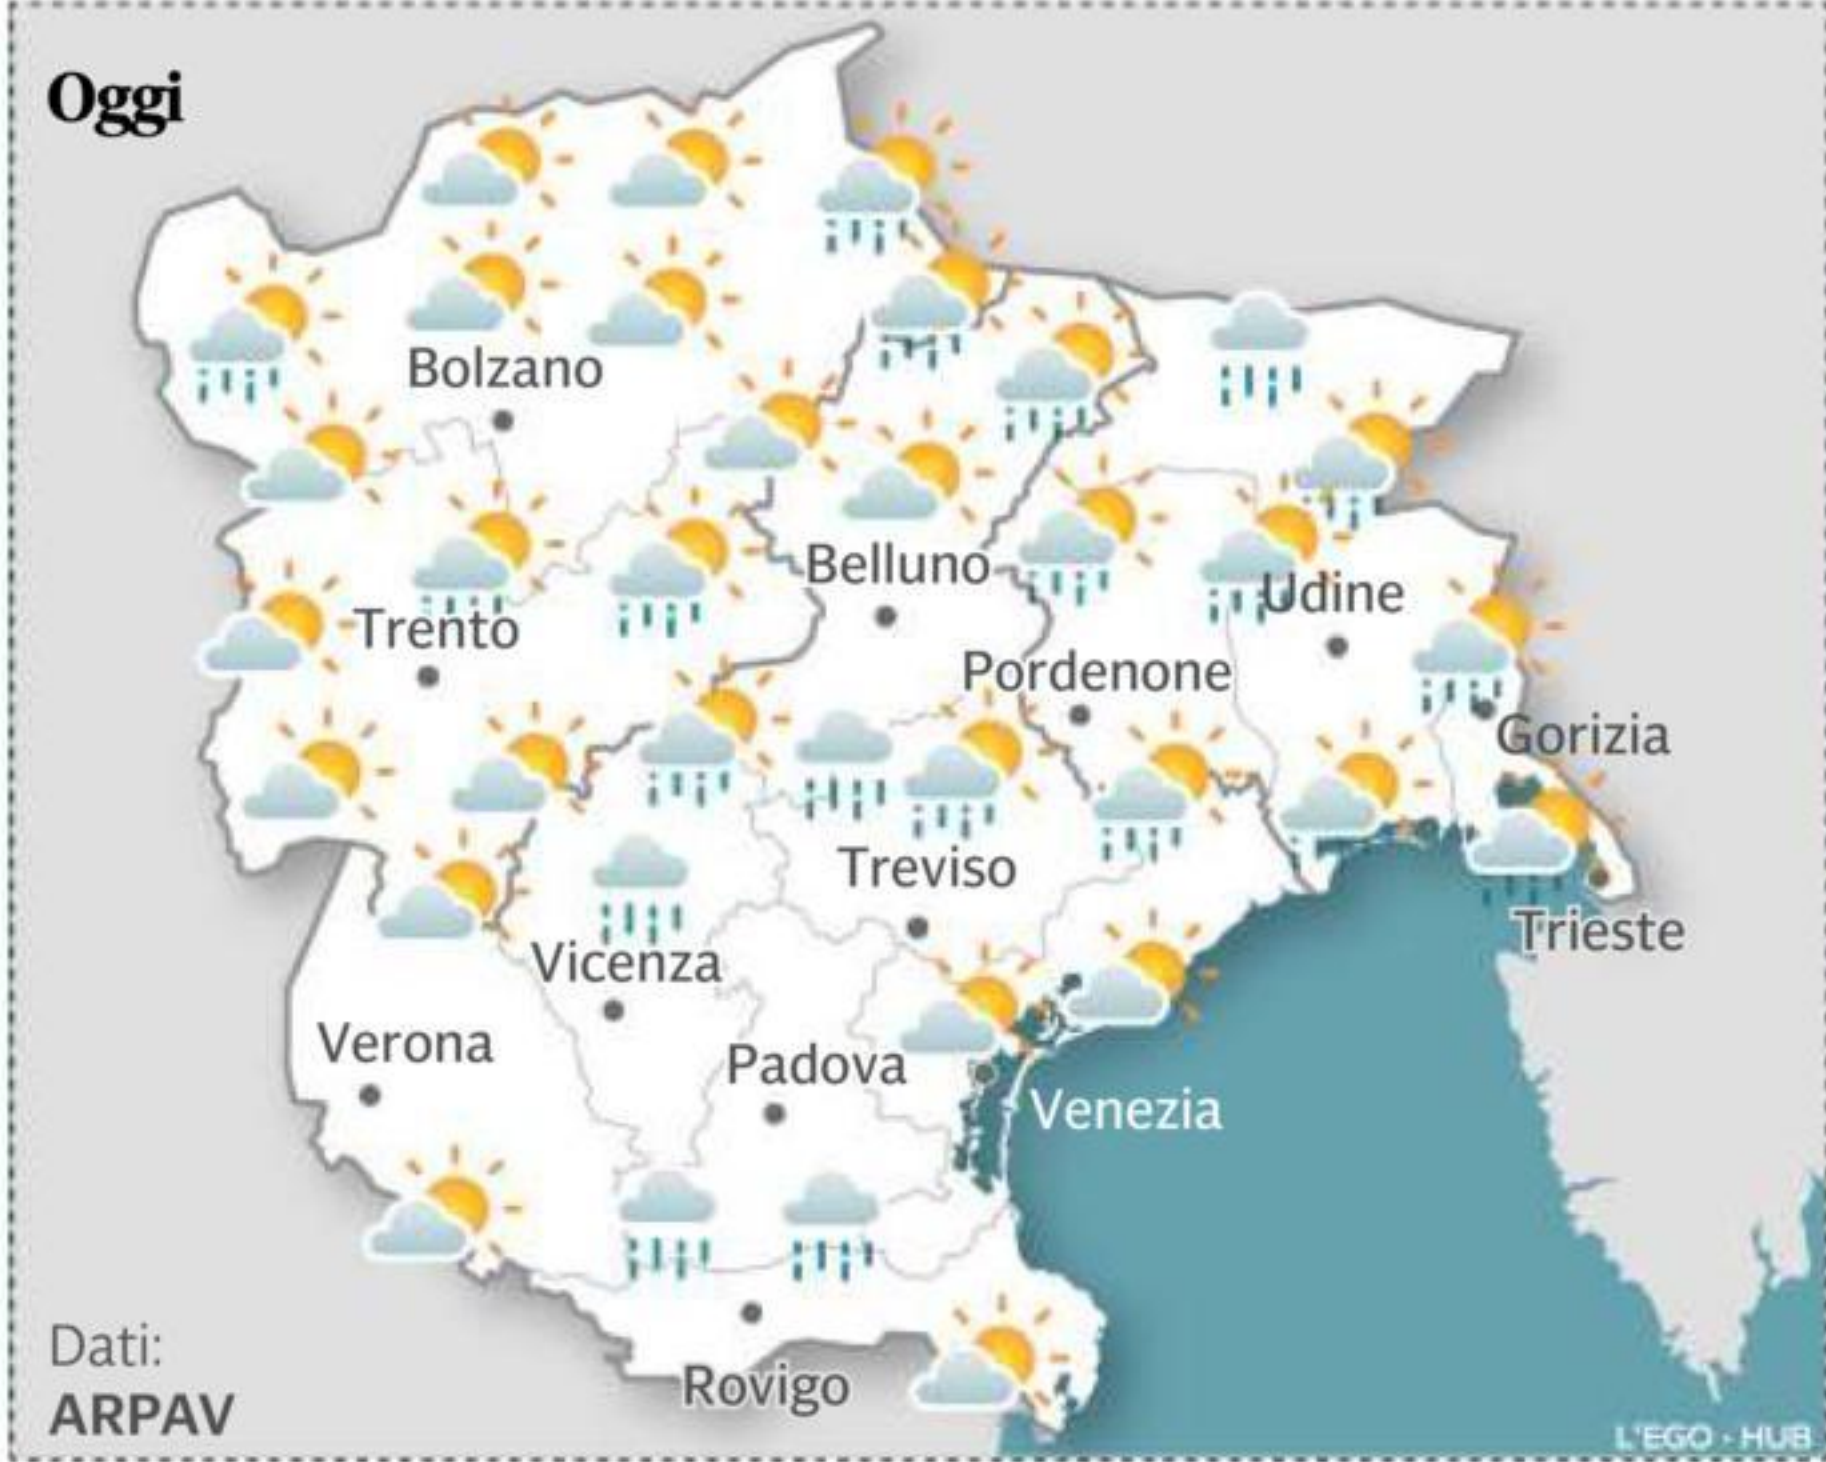 Oggi
Bolzano
Belluno
Udine
Trento
Pordenone
Gorizia
Treviso
Trieste
Vicenza
Verona
Padova
Venezia
Dati:
ARPAV
Rovigo
L'EGO - HUB